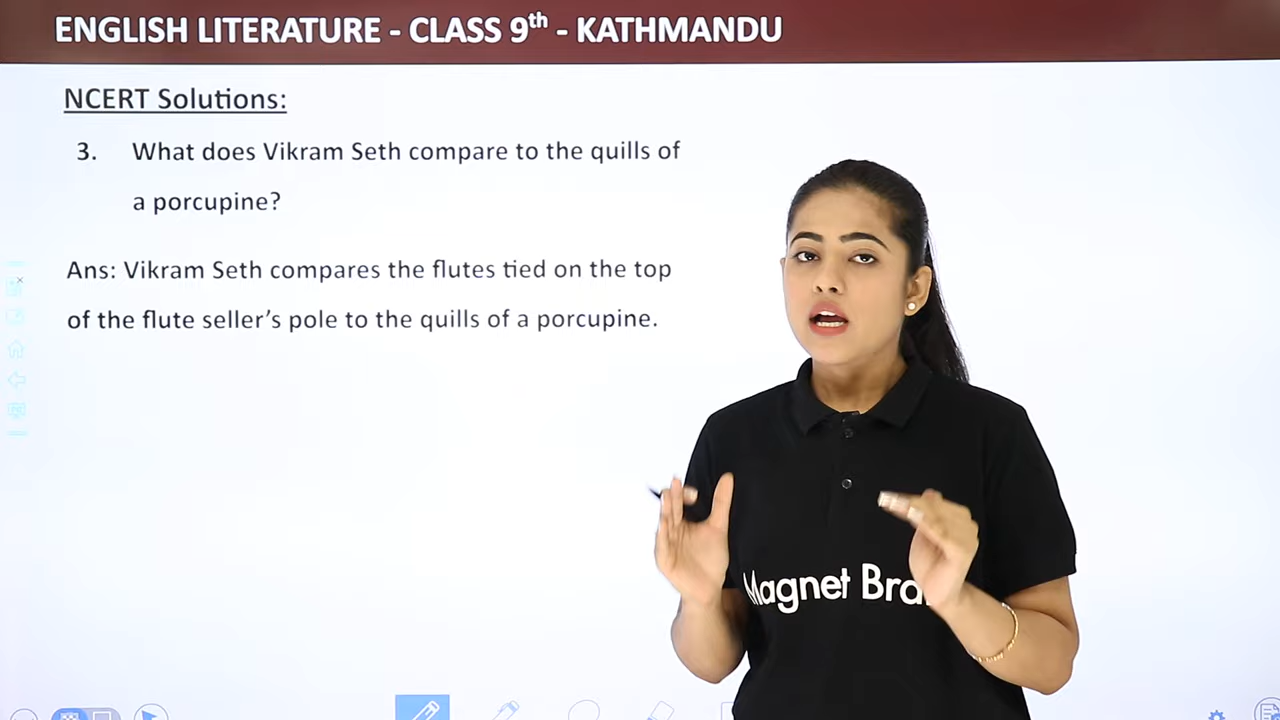 ENGLISH LITERATURE - CLASS 9th - KATHMANDU
NCERT Solutions:
3. What does Vikram Seth compare to the quills of
a porcupine?
Ans: Vikram Seth compares the flutes tied on the top
of the flute seller's pole to the quills of a porcupine.
Magnet Bra